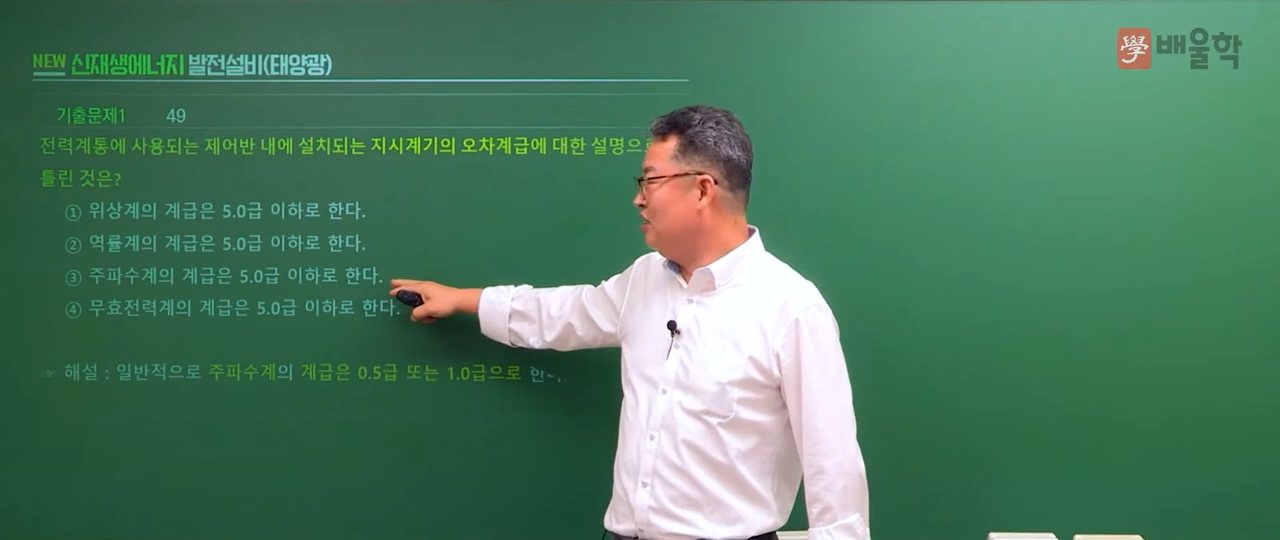 學 배울학
NEW 신재생에너지 발전설비(태양광)
기출문제1 49
전력계통에 사용되는 제어반 내에 설치되는 지시계기의 오차계급에 대한 설명으로
틀린 것은?
① 위상계의 계급은 5.0급 이하로 한다.
② 역률계의 계급은 5.0급 이하로 한다.
③ 주파수계의 계급은 5.0급 이하로 한다.
④ 무효전력계의 계급은 5.0급 이하로 한다.
☞ 해설 : 일반적으로 주파수계의 계급은 0.5급 또는 1.0급으로